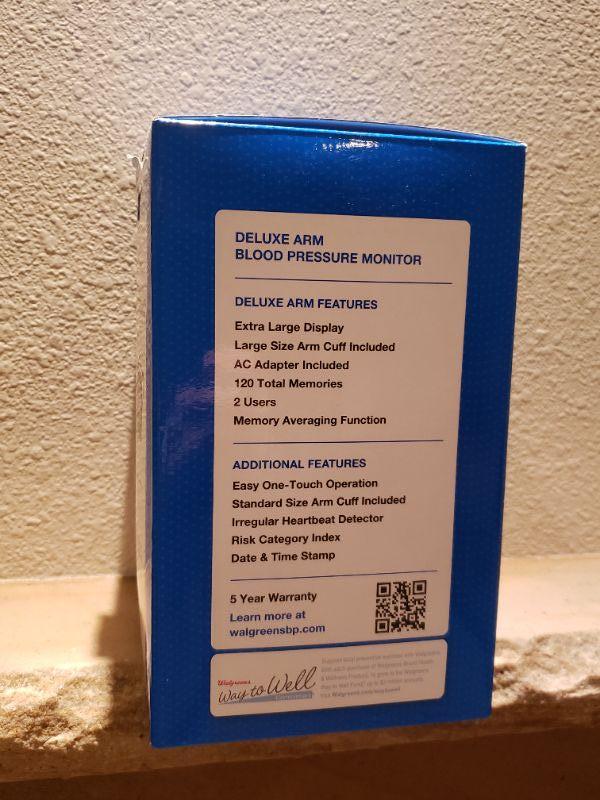 DELUXE ARM
BLOOD PRESSURE MONITOR
DELUXE ARM FEATURES
Extra Large Display
Large Size Arm Cuff Included
AC Adapter Included
120 Total Memories
2 Users
Memory Averaging Function
ADDITIONAL FEATURES
Easy One-Touch Operation
Standard Size Arm Cuff Included
Irregular Heartbeat Detector
Risk Category Index
Date & Time Stamp
5 Year Warranty
Learn more at
walgreensbp.com
Walgreens
Way to Well